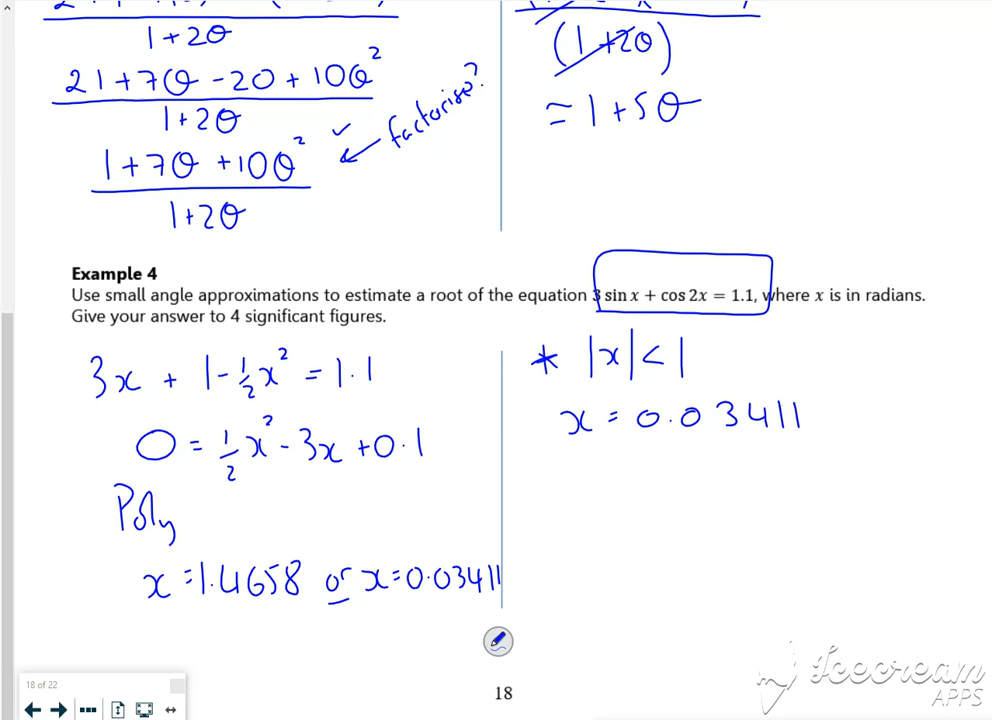 1+2θ
21+7θ-20+10θ²
1+2θ
1+7θ+10θ²
1+2θ
✓ ← factorise?
(1+2θ)
≈ 1+5θ
Example 4
Use small angle approximations to estimate a root of the equation 3 sin x + cos 2x = 1.1, where x is in radians.
Give your answer to 4 significant figures.
3x + 1-½x² = 1.1
0 = ½x² - 3x + 0.1
Poly
x = 1.4658 or x = 0.03411
* |x| < 1
x = 0.03411
18
18 of 22
Icecream
APPS